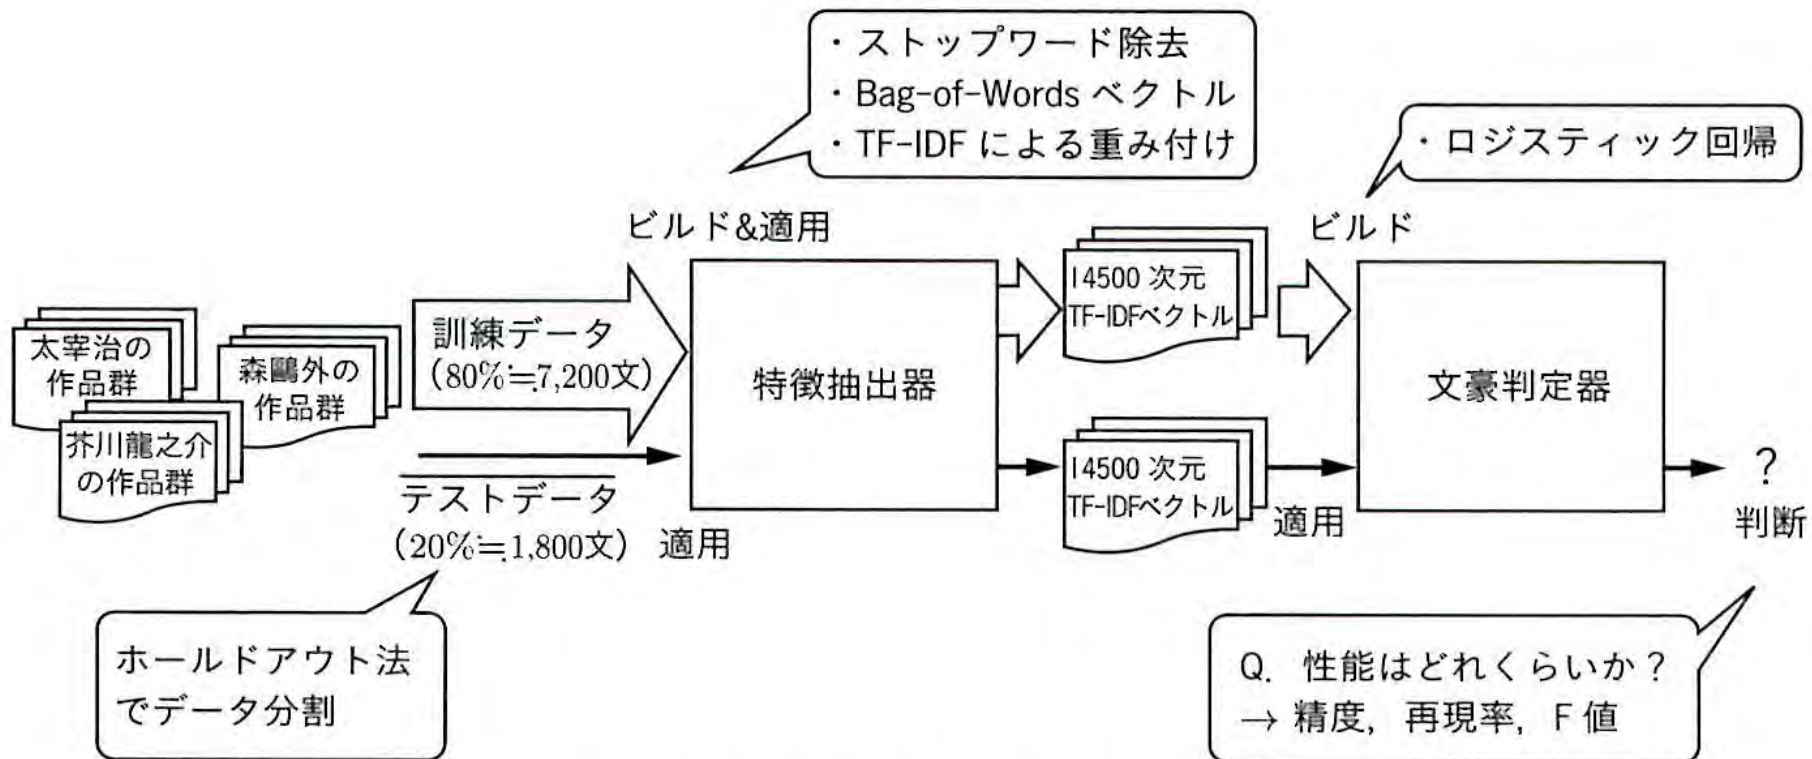 ・ストップワード除去
・Bag-of-Words ベクトル
・TF-IDF による重み付け
・ロジスティック回帰
ビルド&適用
ビルド
太宰治の
作品群
森鷗外の
作品群
芥川龍之介
の作品群
訓練データ
(80%≒7,200文)
特徴抽出器
14500 次元
TF-IDFベクトル
文豪判定器
テストデータ
(20%≒1,800文)
適用
14500 次元
TF-IDFベクトル
適用
?
判断
ホールドアウト法
でデータ分割
Q. 性能はどれくらいか?
→ 精度, 再現率, F 値